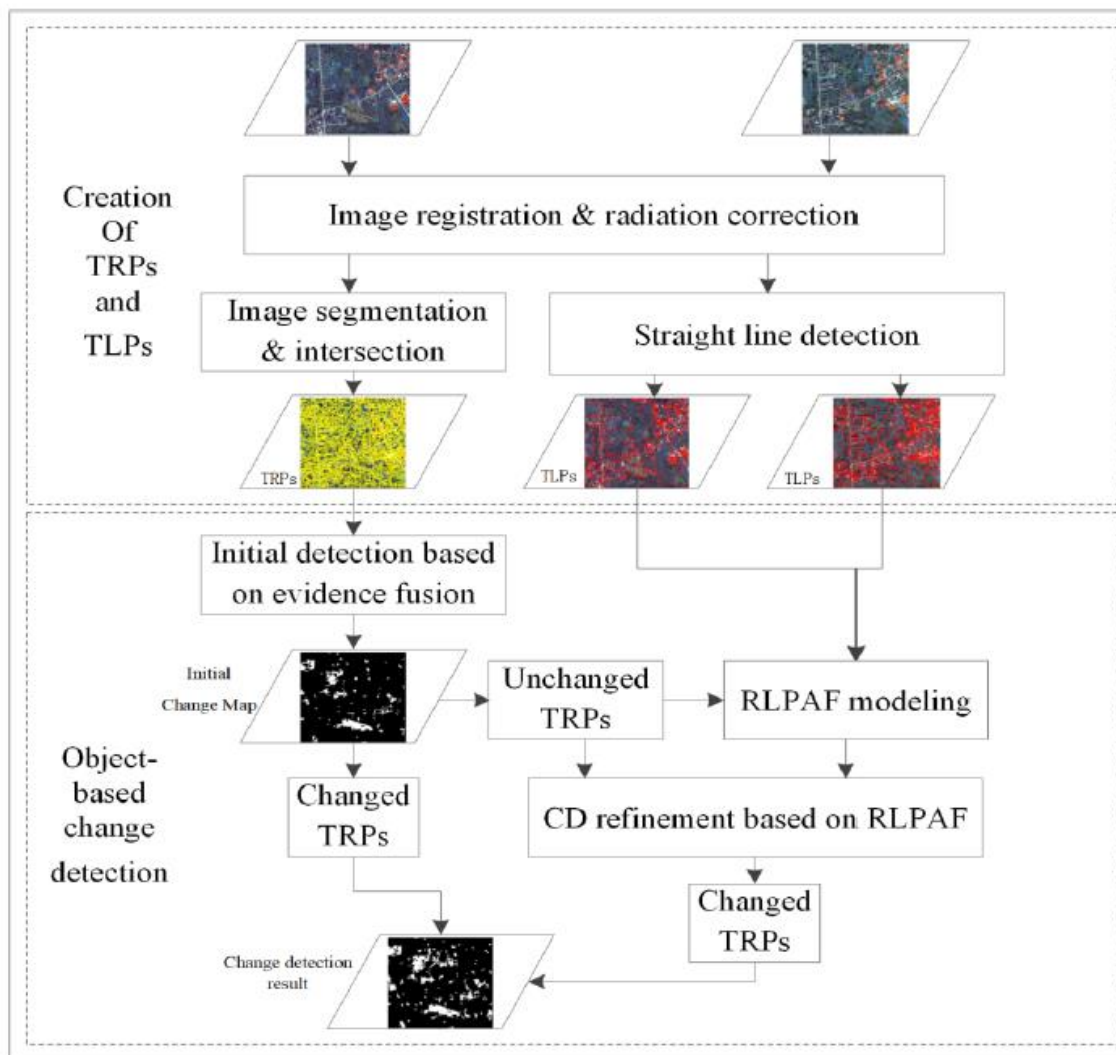 Creation
Of
TRPs
and
TLPs
Image registration & radiation correction
Image segmentation
& intersection
Straight line detection
TRPs
TLPs
TLPs
Initial detection based
on evidence fusion
Initial
Change Map
Unchanged
TRPs
RLPAF modeling
Object-
based
change
detection
Changed
TRPs
CD refinement based on RLPAF
Changed
TRPs
Change detection
result